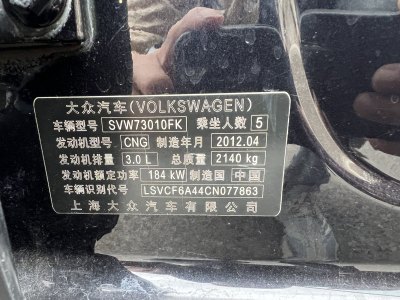 大众汽车(VOLKSWAGEN)
车辆型号 SVW73010FK 乘坐人数 5
发动机型号 CNG 制造年月 2012.04
发动机排量 3.0 L 总质量 2140 kg
发动机额定功率 184 kW 制造国 中国
车辆识别代号 LSVCF6A44CN077863
上海大众汽车有限公司